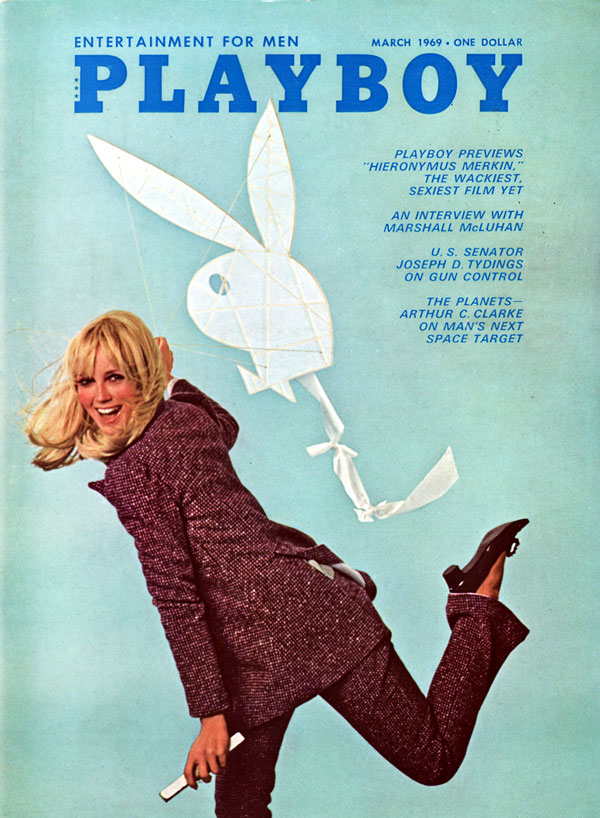 ENTERTAINMENT FOR MEN
MARCH 1969 • ONE DOLLAR
PLAYBOY
PLAYBOY PREVIEWS
"HIERONYMUS MERKIN,"
THE WACKIEST,
SEXIEST FILM YET
AN INTERVIEW WITH
MARSHALL McLUHAN
U. S. SENATOR
JOSEPH D. TYDINGS
ON GUN CONTROL
THE PLANETS—
ARTHUR C. CLARKE
ON MAN'S NEXT
SPACE TARGET